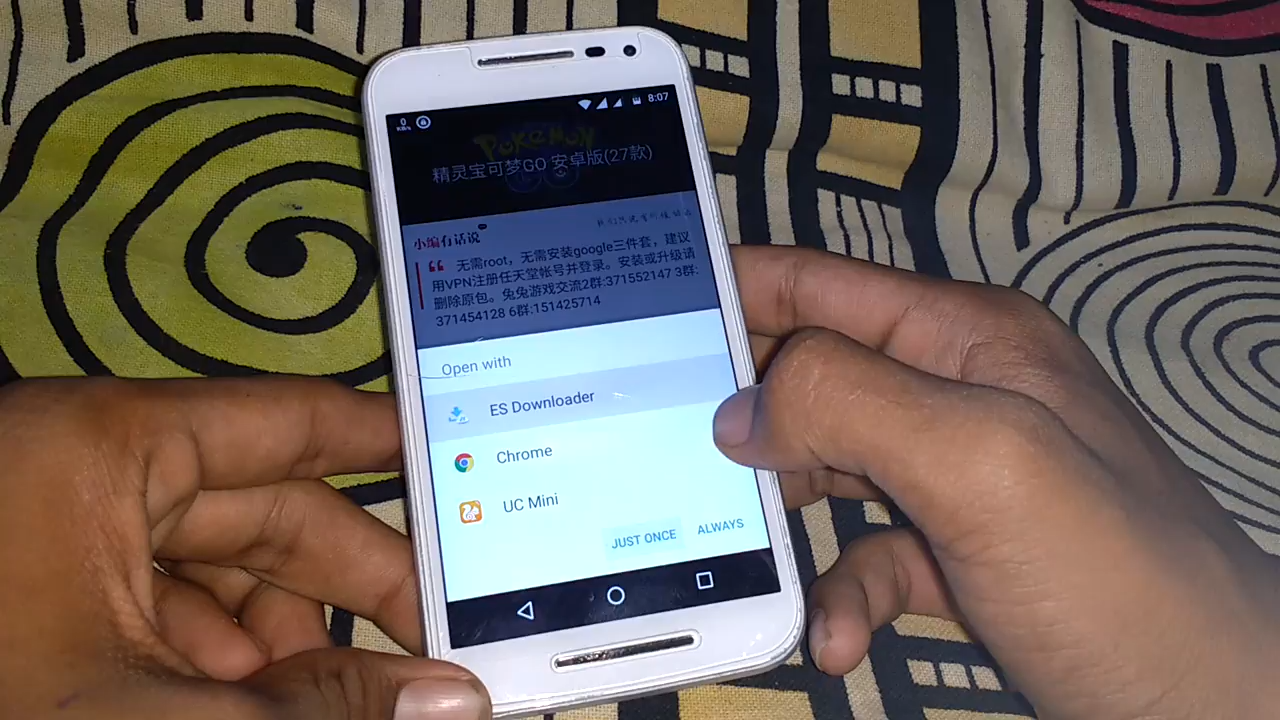 0
KB/s
8:07
POKéMON
精灵宝可梦GO 安卓版(27款)
小编有话说
无需root，无需安装google三件套，建议
用VPN注册任天堂帐号并登录。安装或升级请
删除原包。兔兔游戏交流2群:371552147 3群:
371454128 6群:151425714
Open with
ES Downloader
Chrome
UC Mini
JUST ONCE
ALWAYS